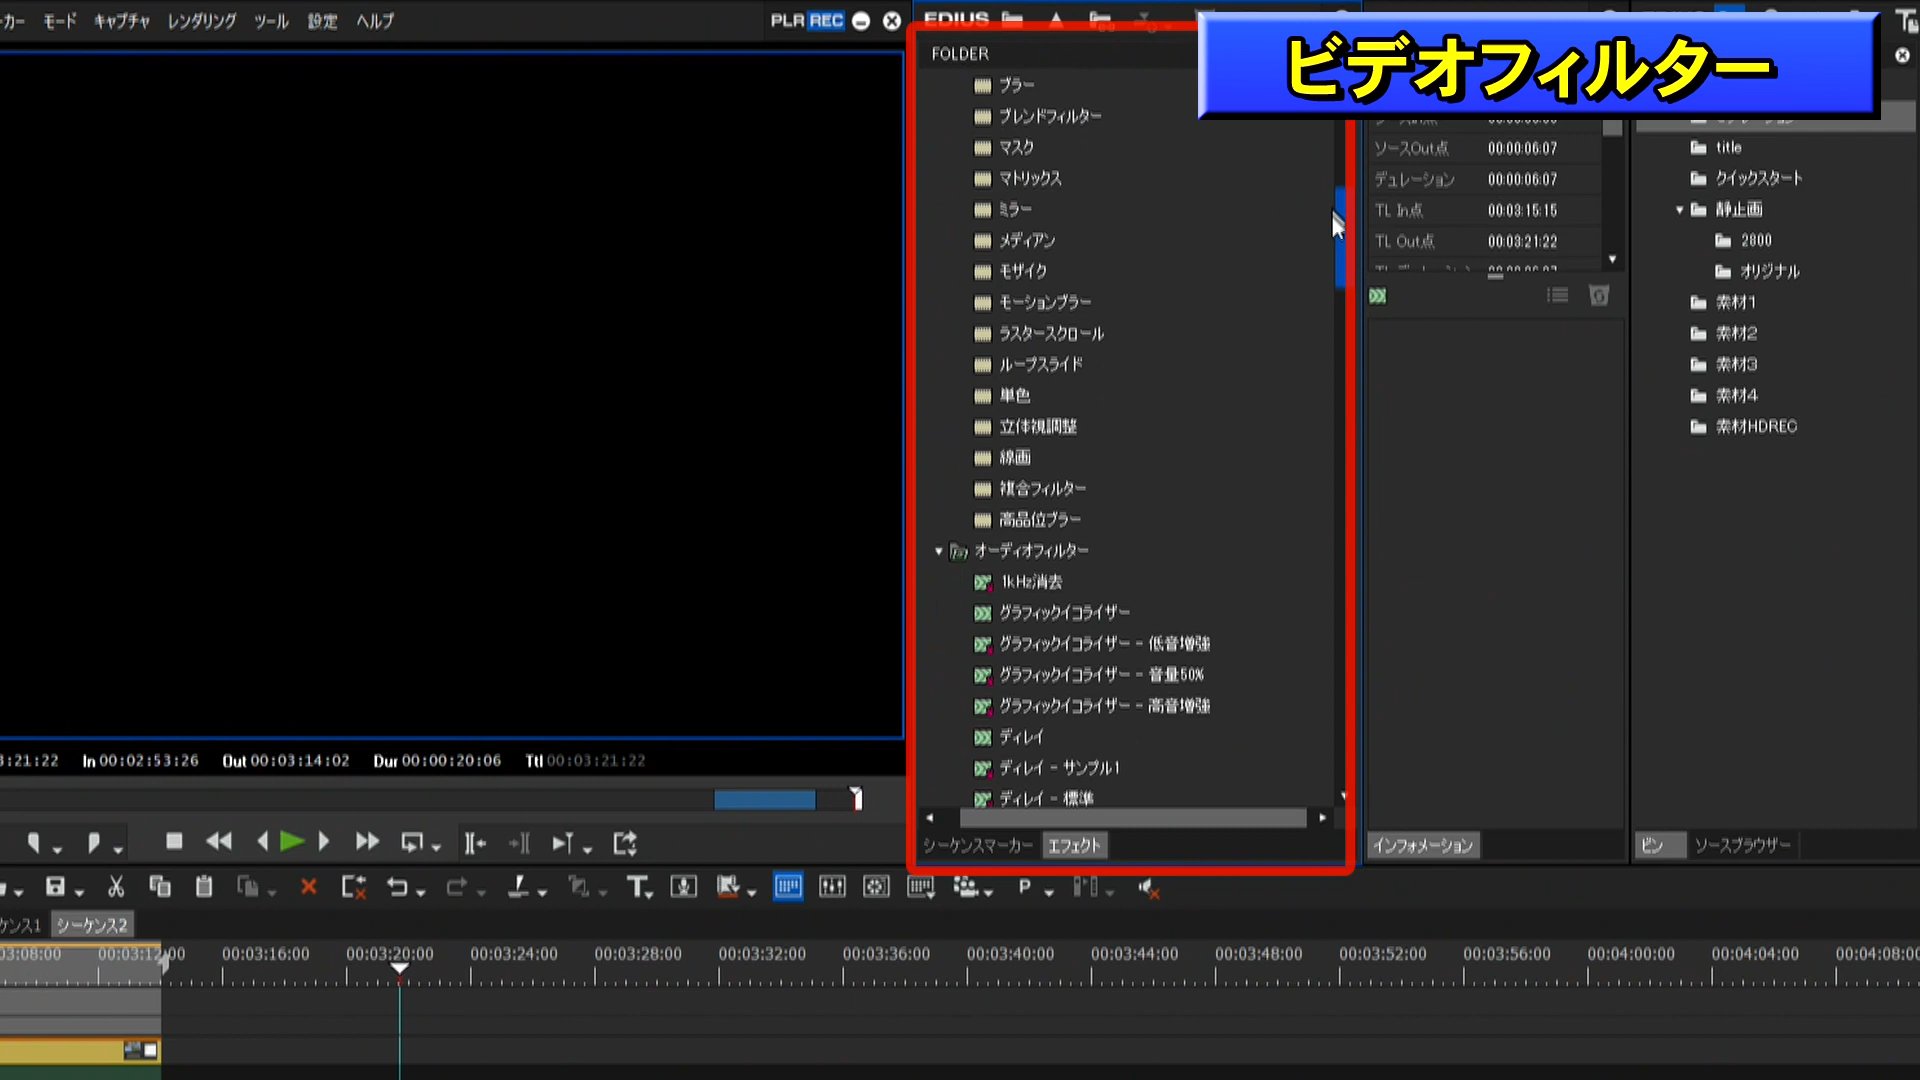 ーカー モード キャプチャ レンダリング ツール 設定 ヘルプ
PLR REC
EDIUS
ビデオフィルター
FOLDER
ブラー
ブレンドフィルター
マスク
マトリックス
ミラー
メディアン
モザイク
モーションブラー
ラスタースクロール
ループスライド
単色
立体視調整
線画
複合フィルター
高品位ブラー
オーディオフィルター
1kHz消去
グラフィックイコライザー
グラフィックイコライザー - 低音増強
グラフィックイコライザー - 音量50%
グラフィックイコライザー - 高音増強
ディレイ
ディレイ - サンプル1
ディレイ - 標準
シーケンスマーカー エフェクト
ソースOut点 00:00:06:07
デュレーション 00:00:06:07
TL In点 00:03:15:15
TL Out点 00:03:21:22
インフォメーション
title
クイックスタート
静止画
2800
オリジナル
素材1
素材2
素材3
素材4
素材HDREC
ビン ソースブラウザー
3:21:22 In 00:02:53:26 Out 00:03:14:02 Dur 00:00:20:06 Ttl 00:03:21:22
T P
ケンス1 シーケンス2
03:08:00 00:03:12:00 00:03:16:00 00:03:20:00 00:03:24:00 00:03:28:00 00:03:32:00 00:03:36:00 00:03:40:00 00:03:44:00 00:03:48:00 00:03:52:00 00:03:56:00 00:04:00:00 00:04:04:00 00:04:08:00